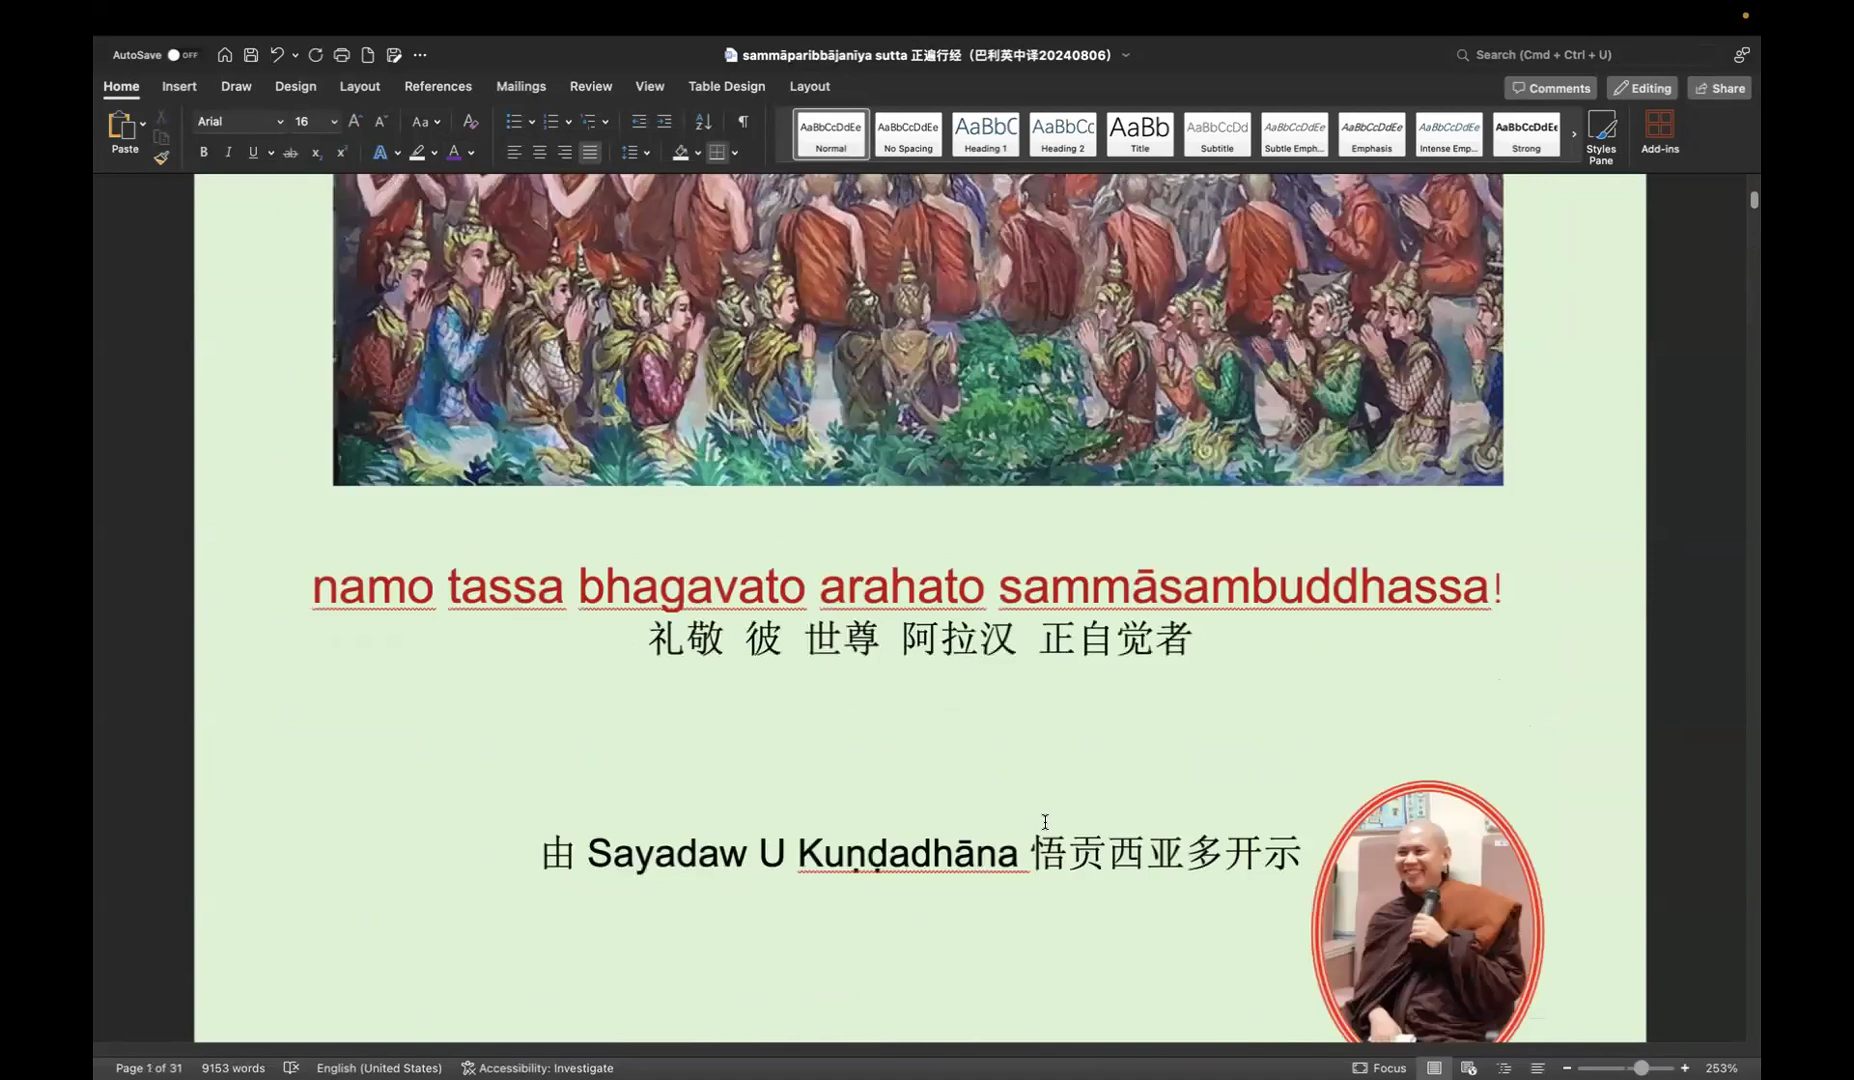 AutoSave OFF
sammāparibbājanīya sutta 正遍行经（巴利英中译20240806）
Search (Cmd + Ctrl + U)
Home Insert Draw Design Layout References Mailings Review View Table Design Layout
Comments Editing Share
Paste
Arial 16
AaBbCcDdEe Normal
AaBbCcDdEe No Spacing
AaBbC Heading 1
AaBbCc Heading 2
AaBb Title
AaBbCcDd Subtitle
AaBbCcDdEe Subtle Emph...
AaBbCcDdEe Emphasis
AaBbCcDdEe Intense Emp...
AaBbCcDdEe Strong
Styles Pane
Add-ins
namo tassa bhagavato arahato sammāsambuddhassa!
礼敬 彼 世尊 阿拉汉 正自觉者
由 Sayadaw U Kuṇḍadhāna 悟贡西亚多开示
Page 1 of 31 9153 words English (United States) Accessibility: Investigate Focus 253%